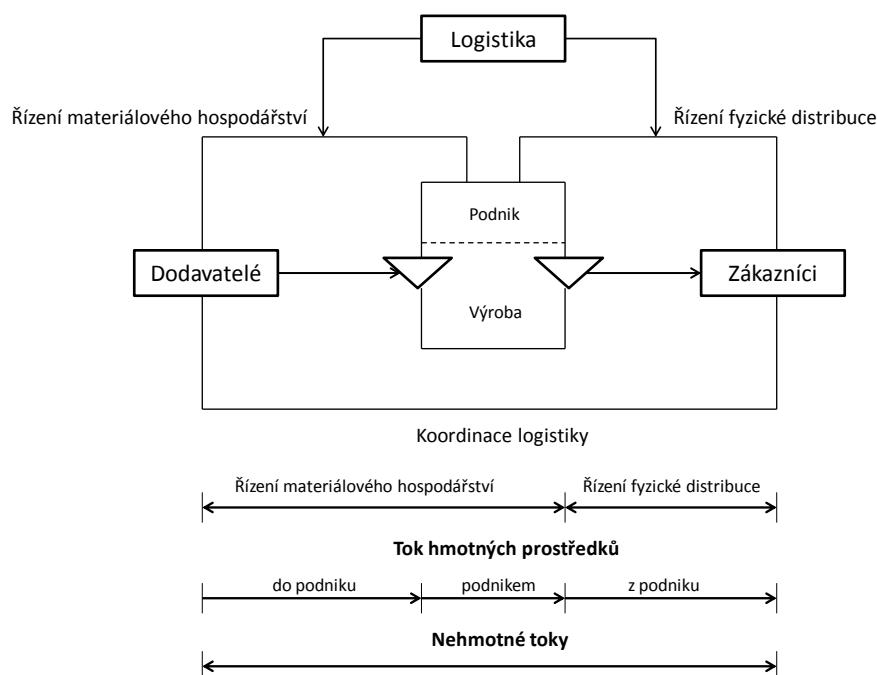 Logistika
Řízení materiálového hospodářství
Řízení fyzické distribuce
Podnik
Dodavatelé
Zákazníci
Výroba
Koordinace logistiky
Řízení materiálového hospodářství
Řízení fyzické distribuce
Tok hmotných prostředků
do podniku
podnikem
z podniku
Nehmotné toky